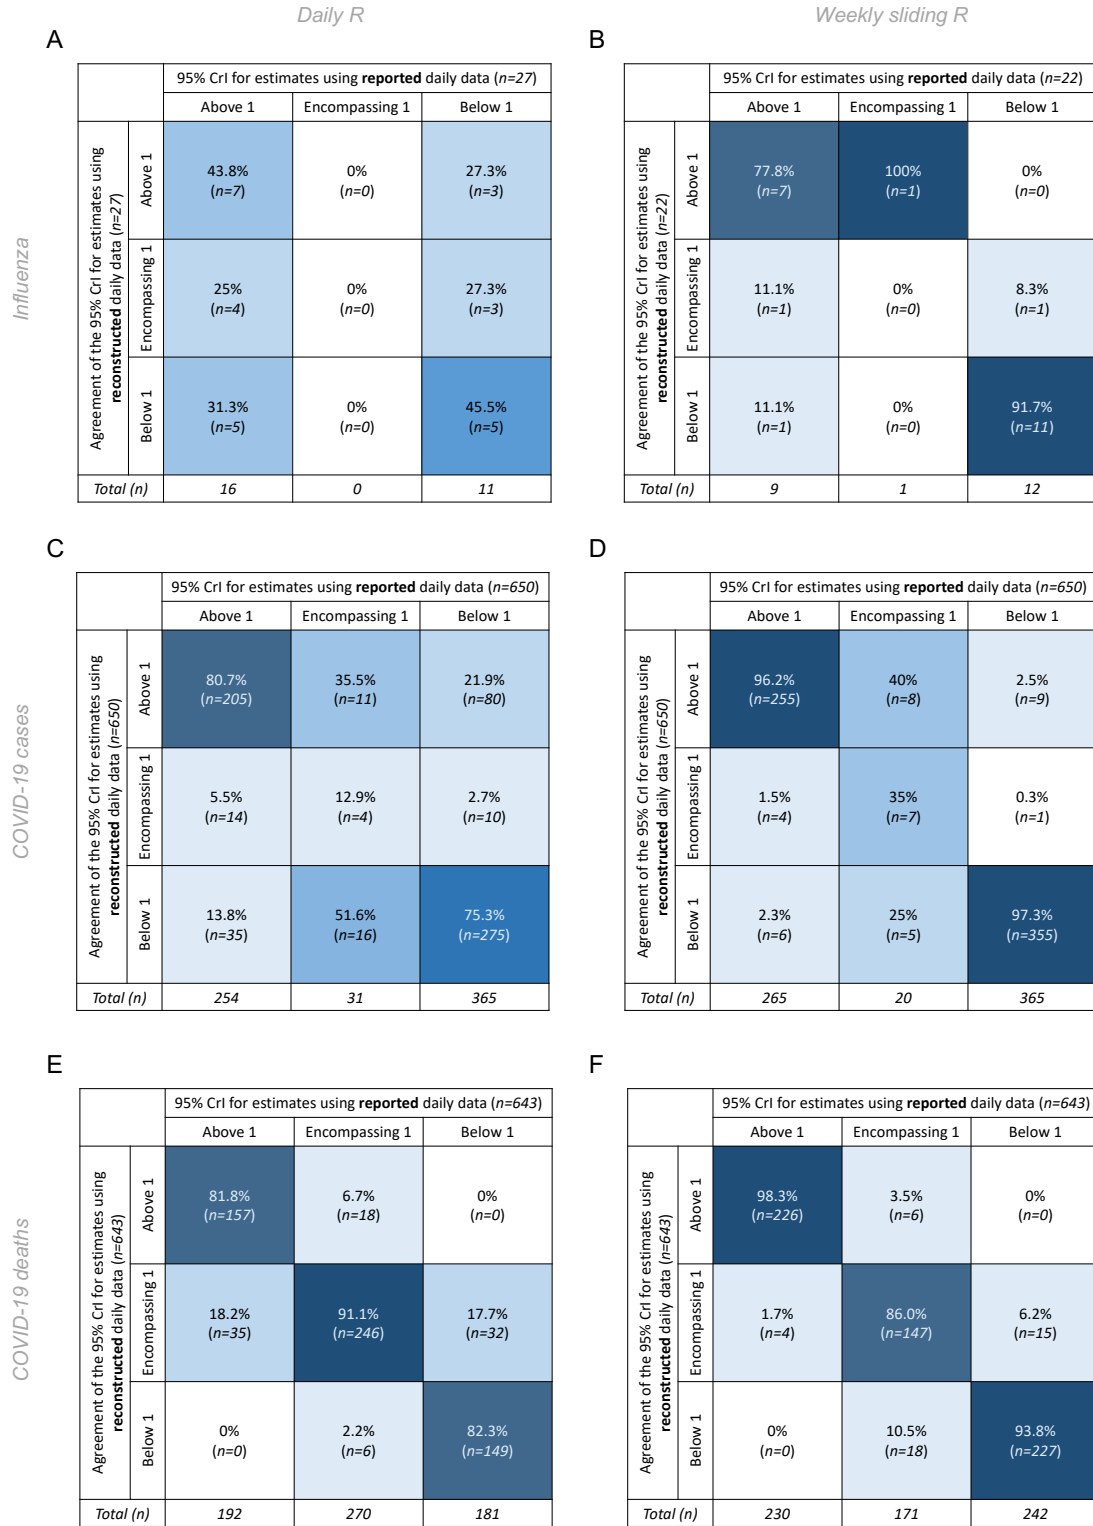 Daily R
Weekly sliding R
Influenza
COVID-19 cases
COVID-19 deaths
A
95% CrI for estimates using reported daily data (n=27)
Above 1 Encompassing 1 Below 1
Agreement of the 95% CrI for estimates using
reconstructed daily data (n=27)
Above 1
43.8% 0% 27.3%
(n=7) (n=0) (n=3)
Encompassing 1
25% 0% 27.3%
(n=4) (n=0) (n=3)
Below 1
31.3% 0% 45.5%
(n=5) (n=0) (n=5)
Total (n) 16 0 11
B
95% CrI for estimates using reported daily data (n=22)
Above 1 Encompassing 1 Below 1
Agreement of the 95% CrI for estimates using
reconstructed daily data (n=22)
Above 1
77.8% 100% 0%
(n=7) (n=1) (n=0)
Encompassing 1
11.1% 0% 8.3%
(n=1) (n=0) (n=1)
Below 1
11.1% 0% 91.7%
(n=1) (n=0) (n=11)
Total (n) 9 1 12
C
95% CrI for estimates using reported daily data (n=650)
Above 1 Encompassing 1 Below 1
Agreement of the 95% CrI for estimates using
reconstructed daily data (n=650)
Above 1
80.7% 35.5% 21.9%
(n=205) (n=11) (n=80)
Encompassing 1
5.5% 12.9% 2.7%
(n=14) (n=4) (n=10)
Below 1
13.8% 51.6% 75.3%
(n=35) (n=16) (n=275)
Total (n) 254 31 365
D
95% CrI for estimates using reported daily data (n=650)
Above 1 Encompassing 1 Below 1
Agreement of the 95% CrI for estimates using
reconstructed daily data (n=650)
Above 1
96.2% 40% 2.5%
(n=255) (n=8) (n=9)
Encompassing 1
1.5% 35% 0.3%
(n=4) (n=7) (n=1)
Below 1
2.3% 25% 97.3%
(n=6) (n=5) (n=355)
Total (n) 265 20 365
E
95% CrI for estimates using reported daily data (n=643)
Above 1 Encompassing 1 Below 1
Agreement of the 95% CrI for estimates using
reconstructed daily data (n=643)
Above 1
81.8% 6.7% 0%
(n=157) (n=18) (n=0)
Encompassing 1
18.2% 91.1% 17.7%
(n=35) (n=246) (n=32)
Below 1
0% 2.2% 82.3%
(n=0) (n=6) (n=149)
Total (n) 192 270 181
F
95% CrI for estimates using reported daily data (n=643)
Above 1 Encompassing 1 Below 1
Agreement of the 95% CrI for estimates using
reconstructed daily data (n=643)
Above 1
98.3% 3.5% 0%
(n=226) (n=6) (n=0)
Encompassing 1
1.7% 86.0% 6.2%
(n=4) (n=147) (n=15)
Below 1
0% 10.5% 93.8%
(n=0) (n=18) (n=227)
Total (n) 230 171 242